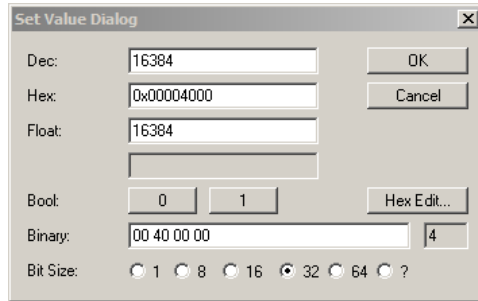 Set Value Dialog
Dec: 16384 OK
Hex: 0x00004000 Cancel
Float: 16384
Bool: 0 1 Hex Edit...
Binary: 00 40 00 00 4
Bit Size: 1 8 16 32 64 ?